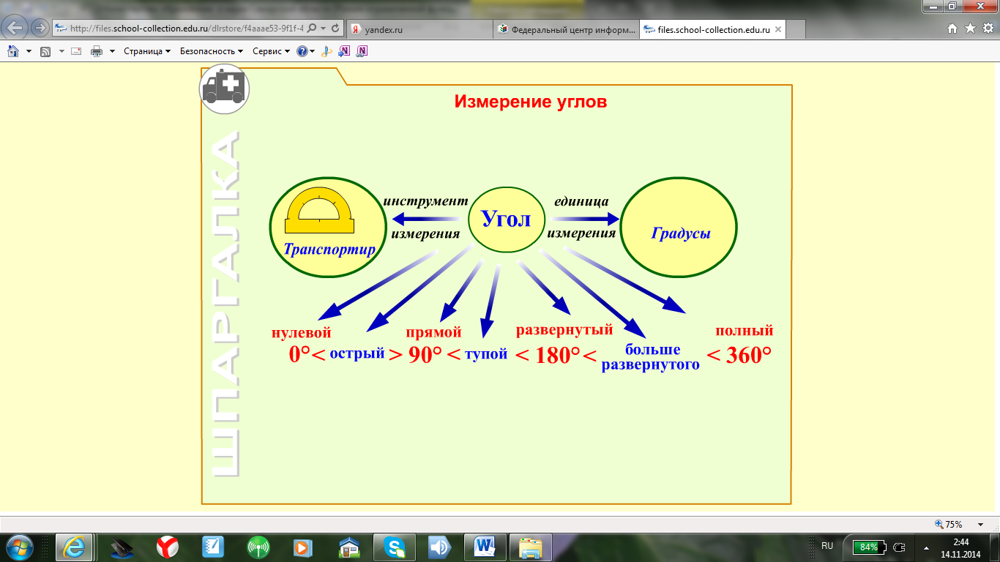 http://files.school-collection.edu.ru/dlrstore/f4aaae53-9f1f-4
yandex.ru
Федеральный центр информ...
files.school-collection.edu.ru
Страница
Безопасность
Сервис
Измерение углов
ШПАРГАЛКА
инструмент
измерения
Угол
единица
измерения
Транспортир
Градусы
нулевой
прямой
развернутый
полный
0° < острый > 90° < тупой < 180° < больше развернутого < 360°
75%
RU
84%
2:44
14.11.2014